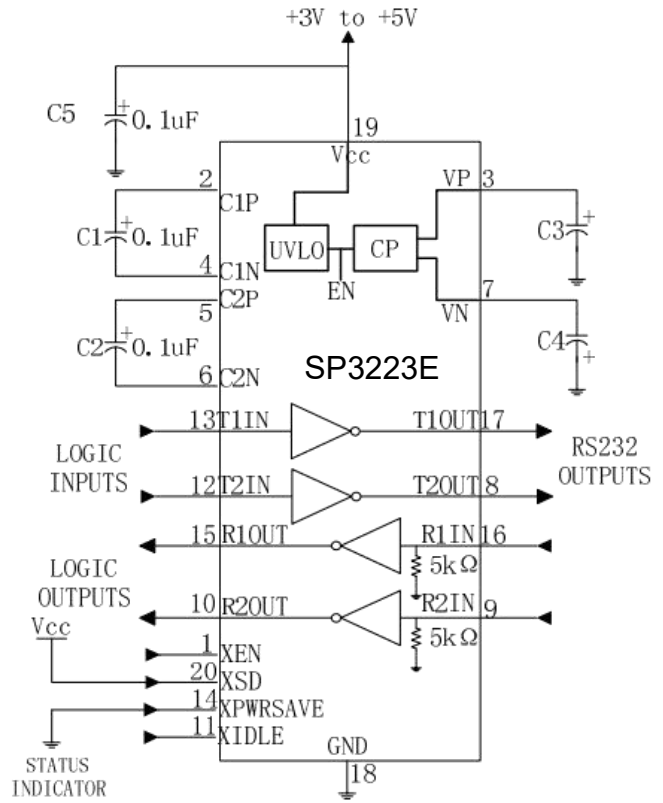 +3V to +5V
C5
+
0.1uF
19
Vcc
2
C1P
VP
3
C1
+
0.1uF
UVLO
CP
C3
+
4
C1N
EN
C2P
5
7
VN
C2
+
0.1uF
C4
+
6
C2N
SP3223E
13
T1IN
T1OUT
17
LOGIC
INPUTS
RS232
OUTPUTS
12
T2IN
T2OUT
8
15
R1OUT
R1IN
16
5kΩ
LOGIC
OUTPUTS
10
R2OUT
R2IN
9
5kΩ
Vcc
1
XEN
20
XSD
14
XPWRSAVE
11
XIDLE
GND
18
STATUS
INDICATOR